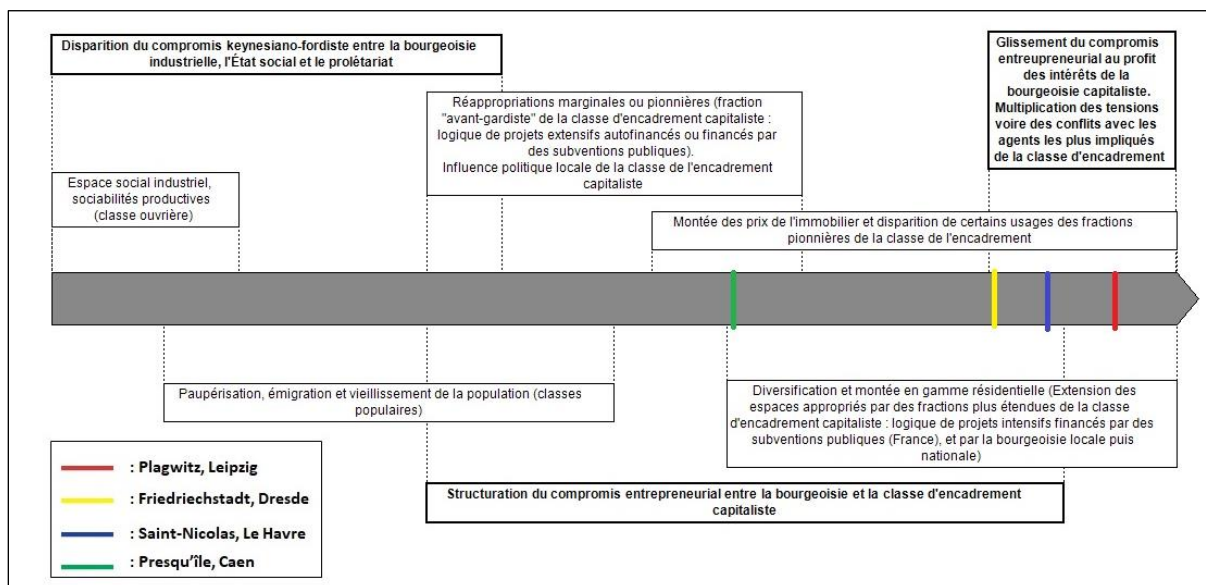 Disparition du compromis keynesiano-fordiste entre la bourgeoisie
industrielle, l'État social et le prolétariat
Glissement du compromis
entreupreneurial au profit
des intérêts de la
bourgeoisie capitaliste.
Multiplication des tensions
voire des conflits avec les
agents les plus impliqués
de la classe d'encadrement
Réappropriations marginales ou pionnières (fraction
"avant-gardiste" de la classe d'encadrement capitaliste :
logique de projets extensifs autofinancés ou financés par
des subventions publiques).
Influence politique locale de la classe de l'encadrement
capitaliste
Espace social industriel,
sociabilités productives
(classe ouvrière)
Montée des prix de l'immobilier et disparition de certains usages des fractions
pionnières de la classe de l'encadrement
Paupérisation, émigration et vieillissement de la population (classes
populaires)
Diversification et montée en gamme résidentielle (Extension des
espaces appropriés par des fractions plus étendues de la classe
d'encadrement capitaliste : logique de projets intensifs financés par des
subventions publiques (France), et par la bourgeoisie locale puis
nationale)
Structuration du compromis entrepreneurial entre la bourgeoisie et la classe d'encadrement
capitaliste
: Plagwitz, Leipzig
: Friedriechstadt, Dresde
: Saint-Nicolas, Le Havre
: Presqu'île, Caen